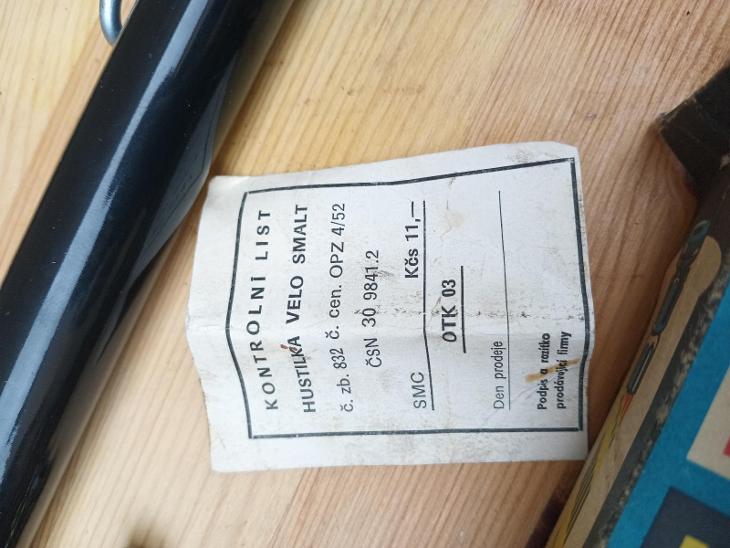 KONTROLNÍ LIST
HUSTILKA VELO SMALT
č. zb. 832 č. cen. OPZ 4/52
ČSN 30 9841.2
SMC Kčs 11,—
OTK 03
Den prodeje
Podpis a razítko
prodávající firmy